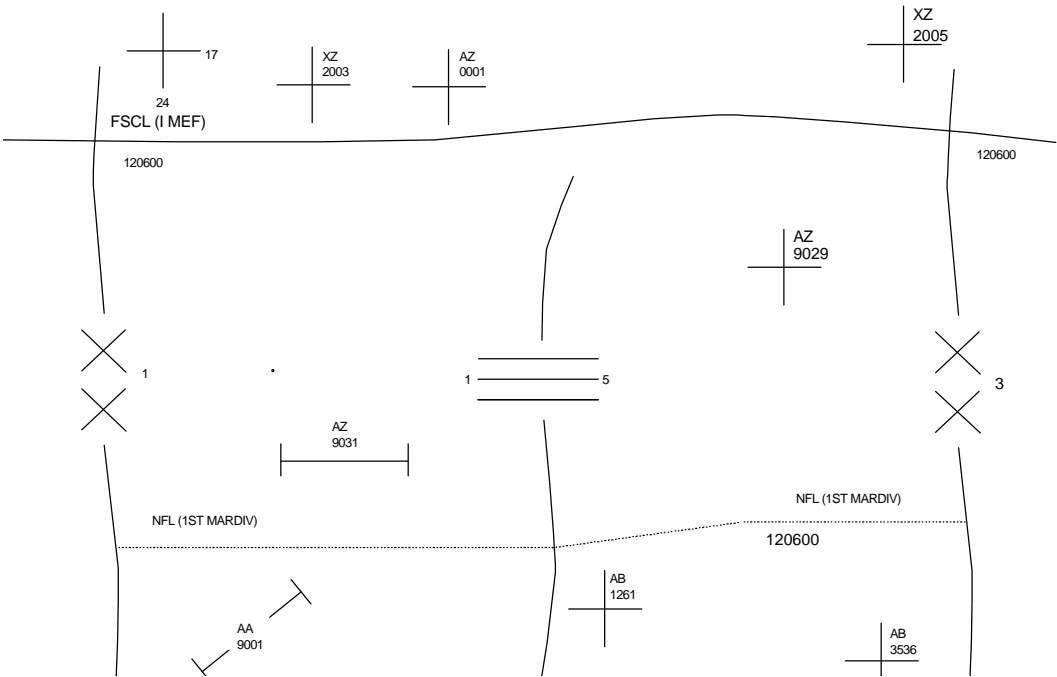 XZ
2005
17
XZ
2003
AZ
0001
24
FSCL (I MEF)
120600
120600
AZ
9029
1
1
5
3
AZ
9031
NFL (1ST MARDIV)
NFL (1ST MARDIV)
120600
AB
1261
AA
9001
AB
3536